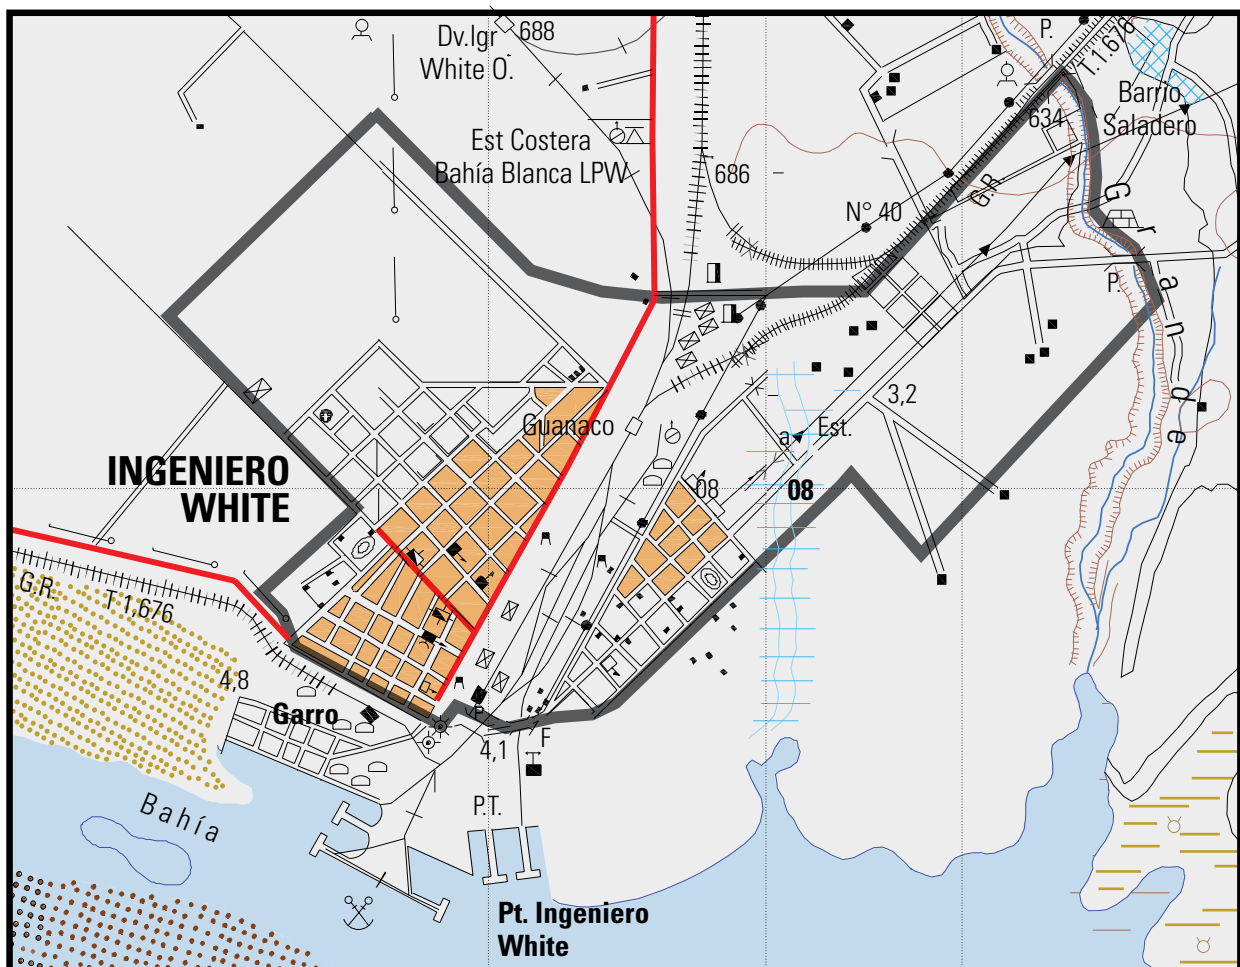 Dv.Igr
White O.
688
P.
T.1.676
Barrio
Saladero
634
Est Costera
Bahía Blanca LPW
686
G.R
N° 40
G r a n d e
P.
3,2
Guanaco
a
Est.
INGENIERO
WHITE
08
08
G.R.
T 1,676
4,8
Garro
P
4,1
F
Bahía
P.T.
Pt. Ingeniero
White